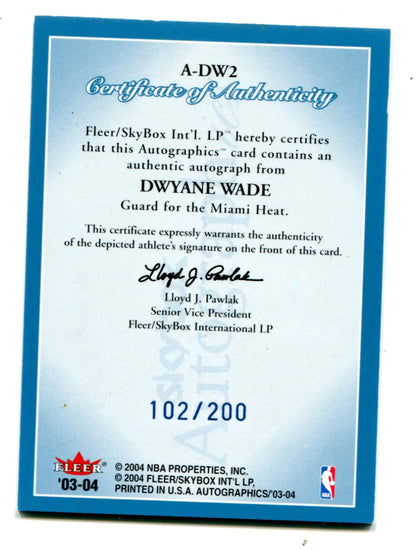 A-DW2
Certificate of Authenticity
Fleer/SkyBox Int'l. LP™ hereby certifies
that this Autographics™ card contains an
authentic autograph from
DWYANE WADE
Guard for the Miami Heat.
This certificate expressly warrants the authenticity
of the depicted athlete's signature on the front of this card.
Lloyd J. Pawlak
Lloyd J. Pawlak
Senior Vice President
Fleer/SkyBox International LP
skybox
Autographics
102/200
FLEER
'03-04
© 2004 NBA PROPERTIES, INC.
© 2004 FLEER/SKYBOX INT'L LP,
PRINTED IN U.S.A. AUTOGRAPHICS/'03-04
NBA